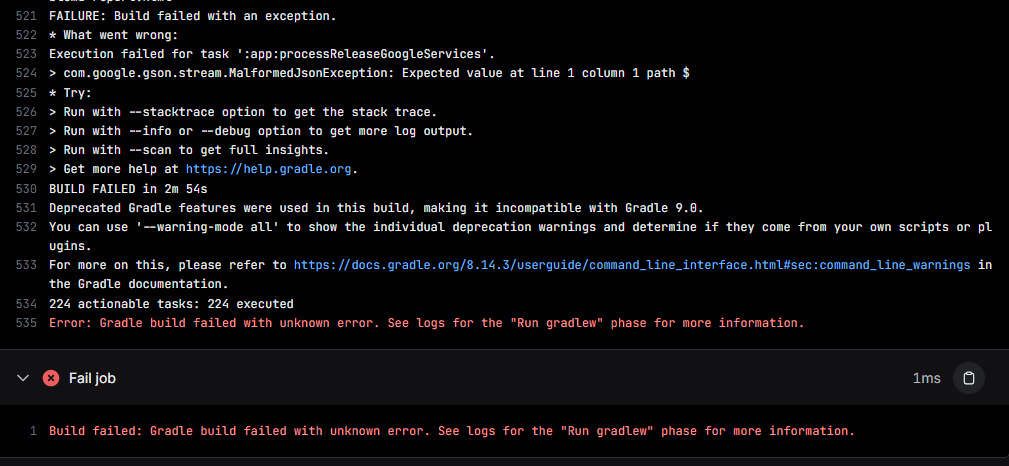 521 FAILURE: Build failed with an exception.
522 * What went wrong:
523 Execution failed for task ':app:processReleaseGoogleServices'.
524 > com.google.gson.stream.MalformedJsonException: Expected value at line 1 column 1 path $
525 * Try:
526 > Run with --stacktrace option to get the stack trace.
527 > Run with --info or --debug option to get more log output.
528 > Run with --scan to get full insights.
529 > Get more help at https://help.gradle.org.
530 BUILD FAILED in 2m 54s
531 Deprecated Gradle features were used in this build, making it incompatible with Gradle 9.0.
532 You can use '--warning-mode all' to show the individual deprecation warnings and determine if they come from your own scripts or pl
ugins.
533 For more on this, please refer to https://docs.gradle.org/8.14.3/userguide/command_line_interface.html#sec:command_line_warnings in
the Gradle documentation.
534 224 actionable tasks: 224 executed
535 Error: Gradle build failed with unknown error. See logs for the "Run gradlew" phase for more information.
Fail job 1ms
1 Build failed: Gradle build failed with unknown error. See logs for the "Run gradlew" phase for more information.